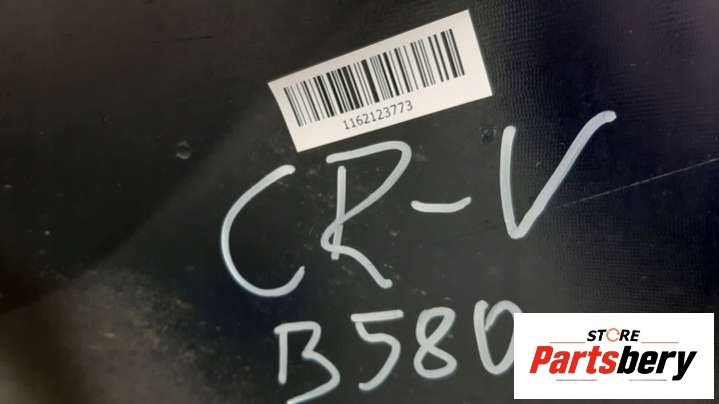 1162123773
CR-V
B580
STORE
Partsbery